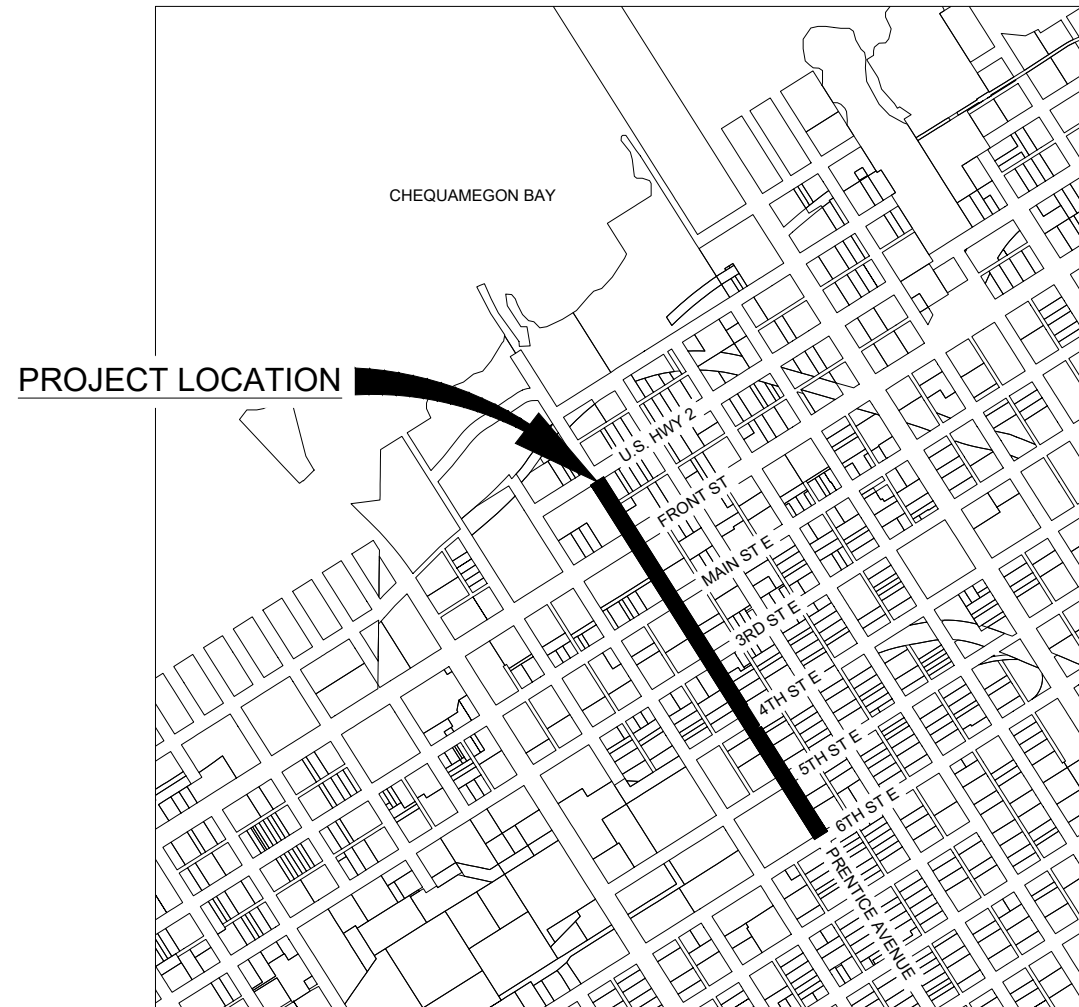 CHEQUAMEGON BAY
PROJECT LOCATION
U.S. HWY 2
FRONT ST
MAIN ST E
3RD ST E
4TH ST E
5TH ST E
6TH ST E
PRENTICE AVENUE